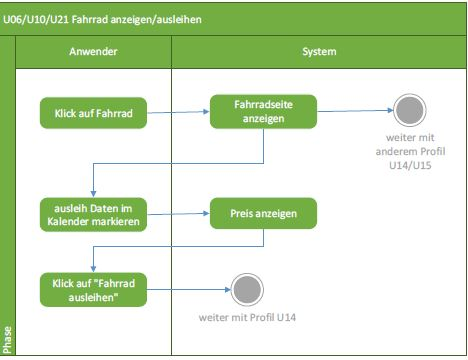 U06/U10/U21 Fahrrad anzeigen/ausleihen
Anwender
System
Klick auf Fahrrad
Fahrradseite
anzeigen
weiter mit
anderem Profil
U14/U15
ausleih Daten im
Kalender markieren
Preis anzeigen
Klick auf "Fahrrad
ausleihen"
weiter mit Profil U14
Phase